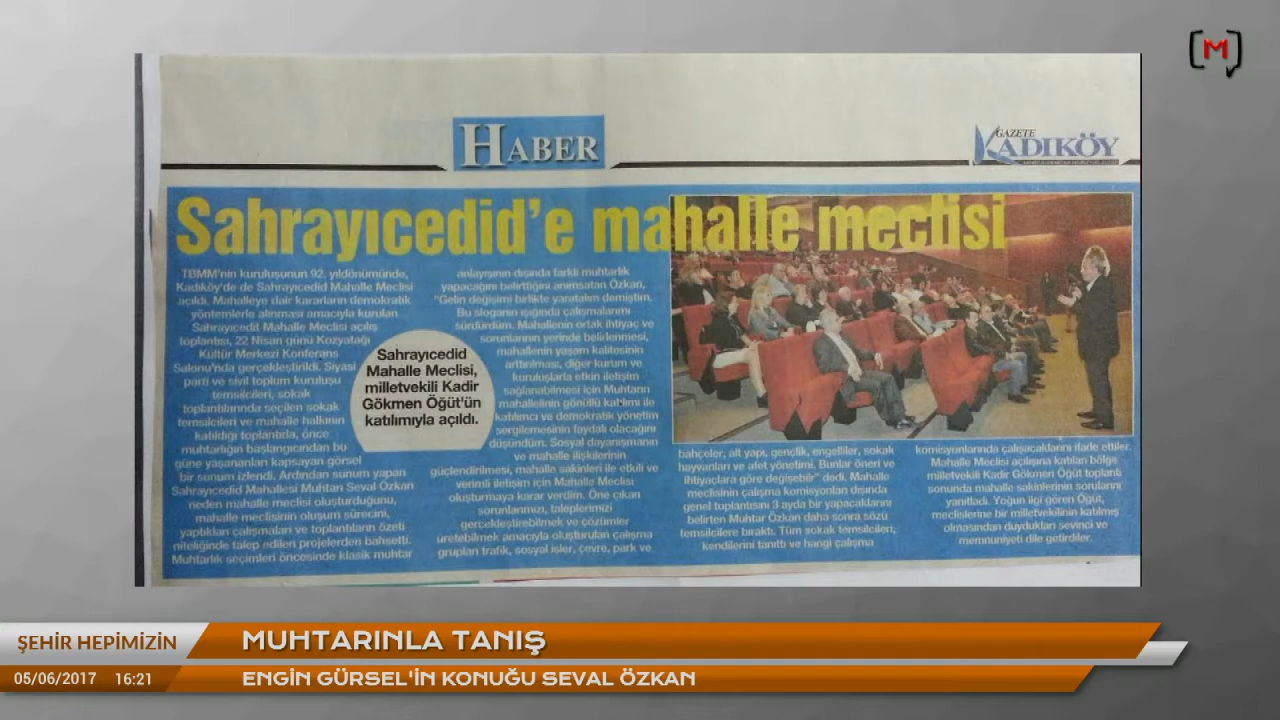 M
HABER
GAZETE
KADIKÖY
Sahrayıcedid'e mahalle meclisi
TBMM'nin kuruluşunun 92. yıldönümünde,
Kadıköy'de de Sahrayıcedid Mahalle Meclisi
açıldı. Mahalleye dair kararların demokratik
yöntemlerle alınması amacıyla kurulan
Sahrayıcedit Mahalle Meclisi açılış
toplantısı, 22 Nisan günü Kozyatağı
Kültür Merkezi Konferans
Salonu'nda gerçekleştirildi. Siyasi
parti ve sivil toplum kuruluşu
temsilcileri, sokak
toplantılarında seçilen sokak
temsilcileri ve mahalle halkının
katıldığı toplantıda, önce
muhtarlığın başlangıcından bu
güne yaşananları kapsayan görsel
bir sunum izlendi. Ardından sunum yapan
Sahrayıcedid Mahallesi Muhtarı Seval Özkan
neden mahalle meclisi oluşturduğunu,
mahalle meclisinin oluşum sürecini,
yaptıkları çalışmaları ve toplantıların özeti
niteliğinde talep edilen projelerden bahsetti.
Muhtarlık seçimleri öncesinde klasik muhtar
Sahrayıcedid
Mahalle Meclisi,
milletvekili Kadir
Gökmen Öğüt'ün
katılımıyla açıldı.
anlayışının dışında farklı muhtarlık
yapacağını belirttiğini anımsatan Özkan,
"Gelin değişimi birlikte yaratalım demiştim.
Bu sloganın ışığında çalışmalarını
sürdürdüm. Mahallenin ortak ihtiyaç ve
sorunlarının yerinde belirlenmesi,
mahallenin yaşam kalitesinin
arttırılması, diğer kurum ve
kuruluşlarla etkin iletişim
sağlanabilmesi için Muhtarın
mahallelinin gönüllü katılımı ile
katılımcı ve demokratik yönetim
sergilemesinin faydalı olacağını
düşündüm. Sosyal dayanışmanın
ve mahalle ilişkilerinin
güçlendirilmesi, mahalle sakinleri ile etkili ve
verimli iletişim için Mahalle Meclisi
oluşturmaya karar verdim. Öne çıkan
sorunlarımızı, taleplerimizi
gerçekleştirebilmek ve çözümler
üretebilmek amacıyla oluşturulan çalışma
grupları trafik, sosyal işler, çevre, park ve
bahçeler, alt yapı, gençlik, engelliler, sokak
hayvanları ve afet yönetimi. Bunlar öneri ve
ihtiyaçlara göre değişebilir" dedi. Mahalle
meclisinin çalışma komisyonları dışında
genel toplantısını 3 ayda bir yapacaklarını
belirten Muhtar Özkan daha sonra sözü
temsilcilere bıraktı. Tüm sokak temsilcileri,
kendilerini tanıttı ve hangi çalışma
komisyonlarında çalışacaklarını ifade ettiler.
Mahalle Meclisi açılışına katılan bölge
milletvekili Kadir Gökmen Öğüt toplantı
sonunda mahalle sakinlerinin sorularını
yanıtladı. Yoğun ilgi gören Öğüt,
meclislerine bir milletvekilinin katılmış
olmasından duydukları sevinci ve
memnuniyeti dile getirdiler.
ŞEHİR HEPİMİZİN
MUHTARINLA TANIŞ
05/06/2017 16:21
ENGİN GÜRSEL'İN KONUĞU SEVAL ÖZKAN